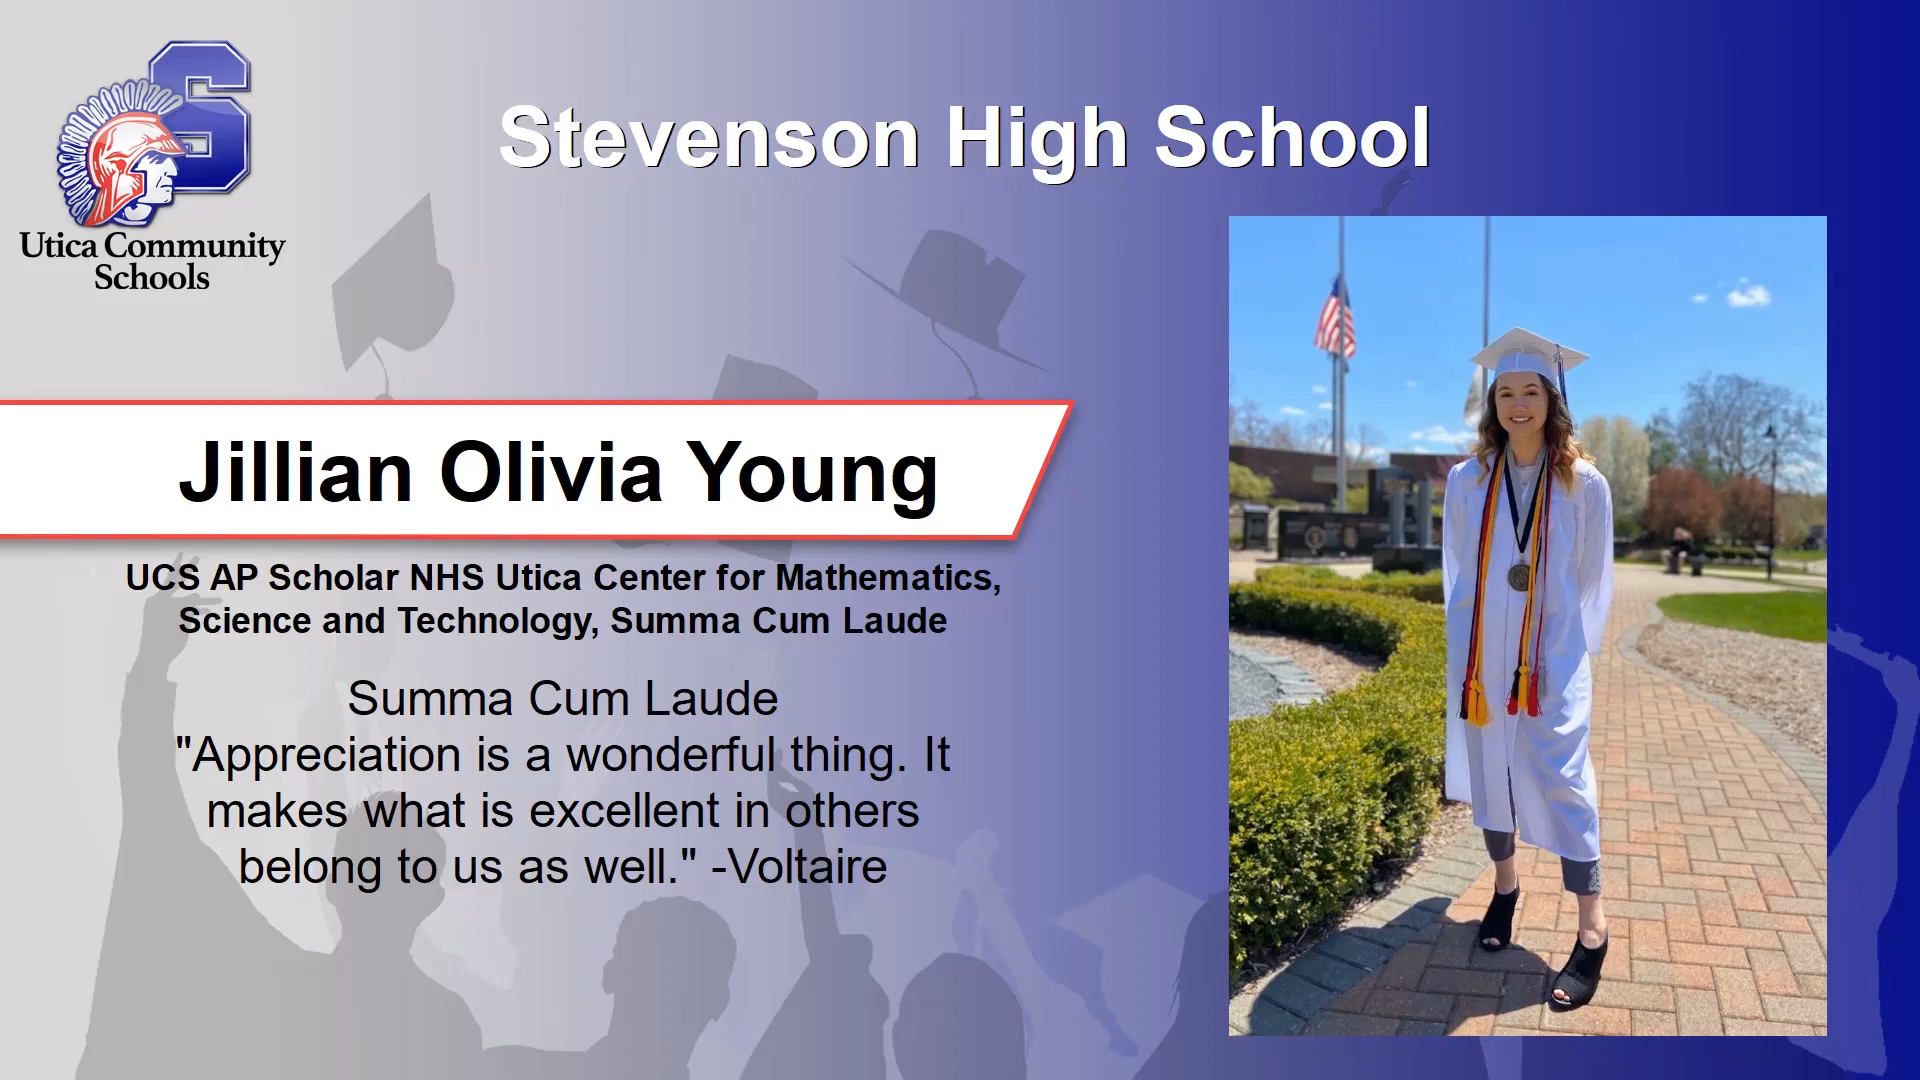 S
Utica Community
Schools
Stevenson High School
Jillian Olivia Young
UCS AP Scholar NHS Utica Center for Mathematics,
Science and Technology, Summa Cum Laude
Summa Cum Laude
"Appreciation is a wonderful thing. It
makes what is excellent in others
belong to us as well." -Voltaire